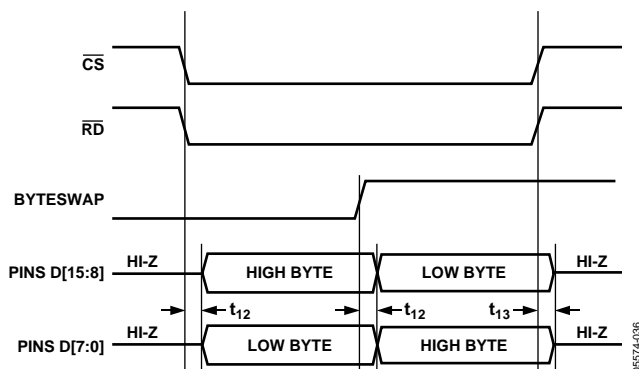 CS
RD
BYTESWAP
PINS D[15:8] HI-Z HIGH BYTE LOW BYTE HI-Z
t12 t12 t13
PINS D[7:0] HI-Z LOW BYTE HIGH BYTE HI-Z
05574-036